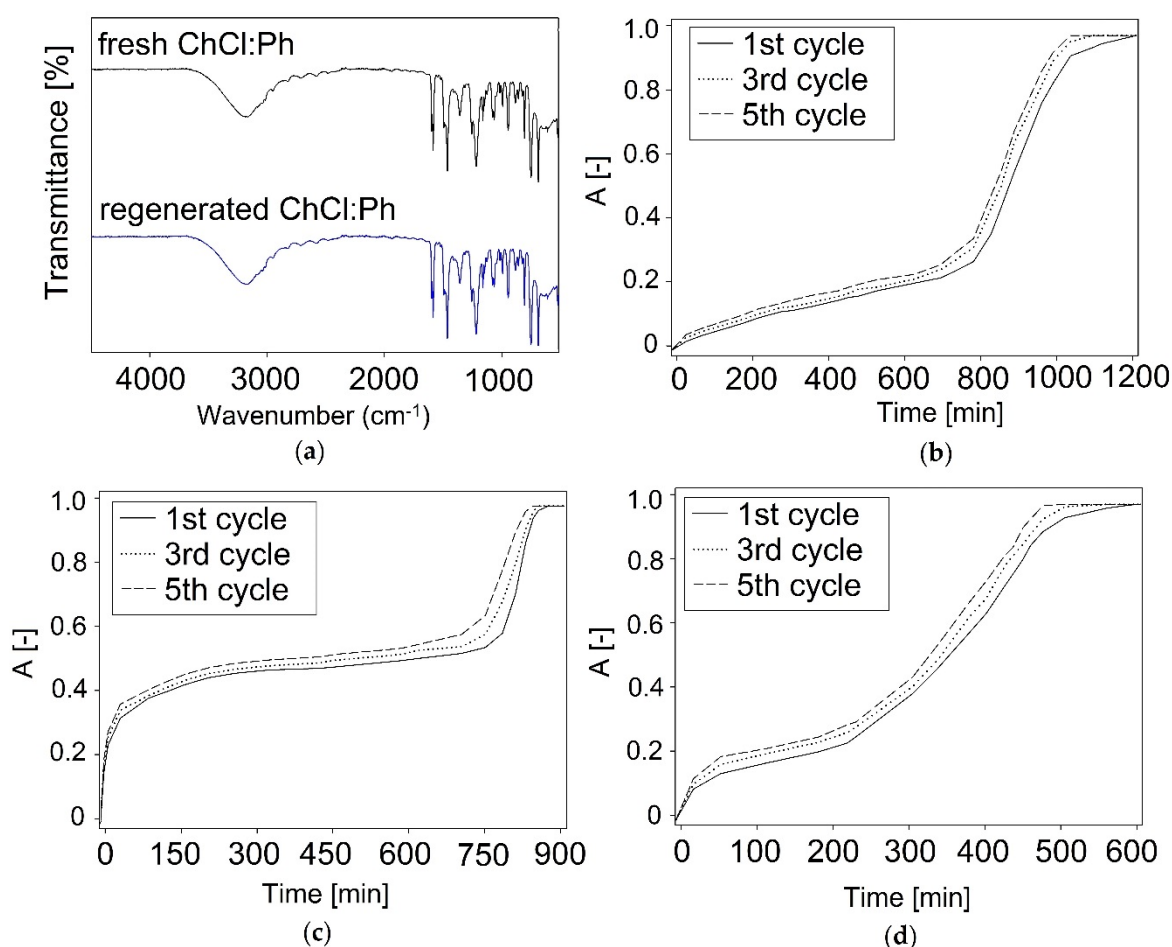 fresh ChCl:Ph
regenerated ChCl:Ph
Transmittance [%]
4000 3000 2000 1000
Wavenumber (cm-1)
(a)
1st cycle
3rd cycle
5th cycle
A [-]
1.0
0.8
0.6
0.4
0.2
0
0 200 400 600 800 1000 1200
Time [min]
(b)
1st cycle
3rd cycle
5th cycle
A [-]
1.0
0.8
0.6
0.4
0.2
0
0 150 300 450 600 750 900
Time [min]
(c)
1st cycle
3rd cycle
5th cycle
A [-]
1.0
0.8
0.6
0.4
0.2
0
0 100 200 300 400 500 600
Time [min]
(d)